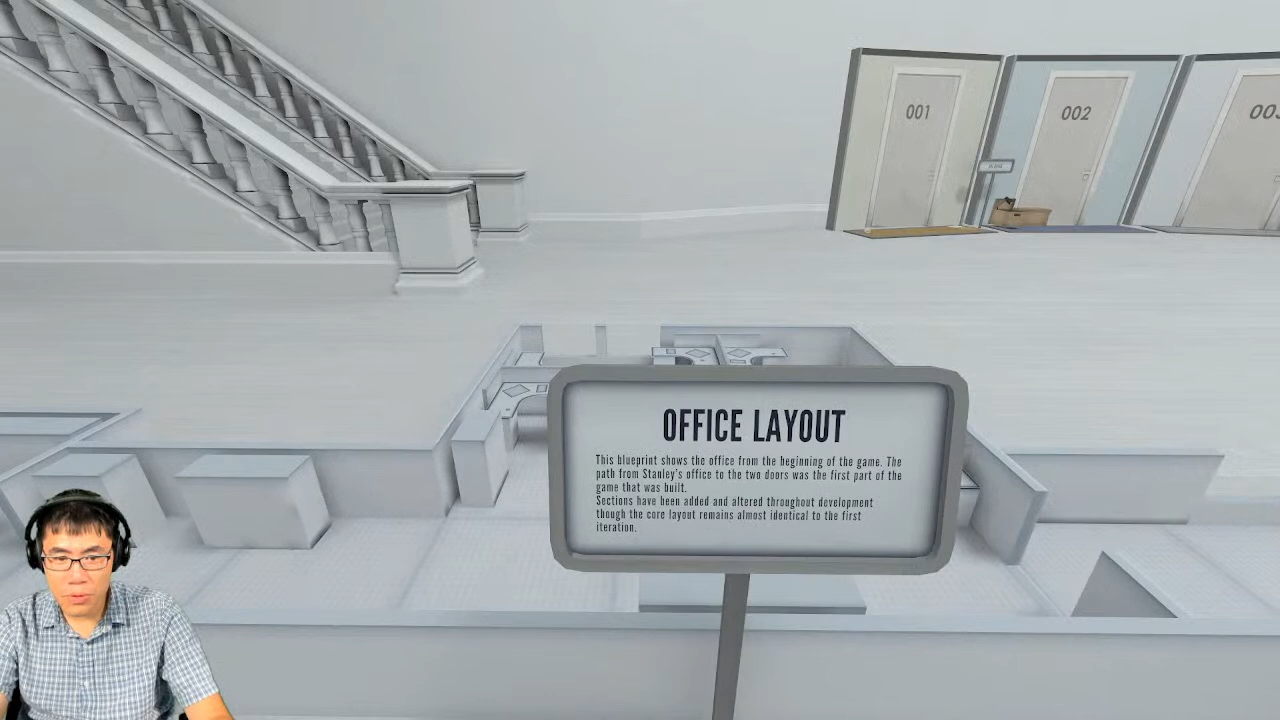 001
002
OFFICE LAYOUT
This blueprint shows the office from the beginning of the game. The
path from Stanley's office to the two doors was the first part of the
game that was built.
Sections have been added and altered throughout development
though the core layout remains almost identical to the first
iteration.